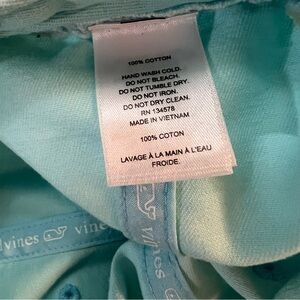 100% COTTON
HAND WASH COLD.
DO NOT BLEACH.
DO NOT TUMBLE DRY.
DO NOT IRON.
DO NOT DRY CLEAN.
RN 134578
MADE IN VIETNAM
100% COTON
LAVAGE À LA MAIN À L'EAU
FROIDE.
vines
vine
vines